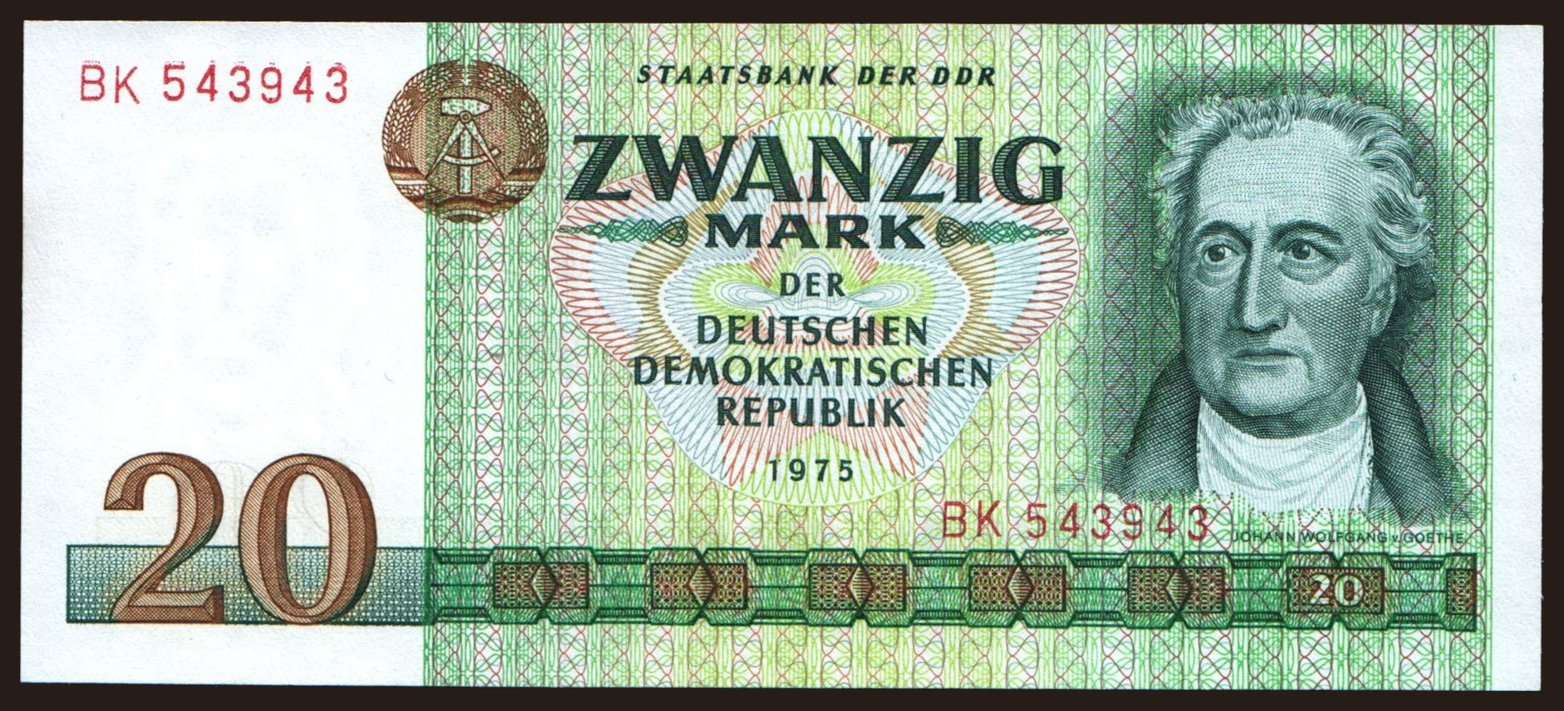 BK 543943
STAATSBANK DER DDR
ZWANZIG
MARK
DER
DEUTSCHEN
DEMOKRATISCHEN
REPUBLIK
1975
BK 543943
JOHANN WOLFGANG v. GOETHE
20
20